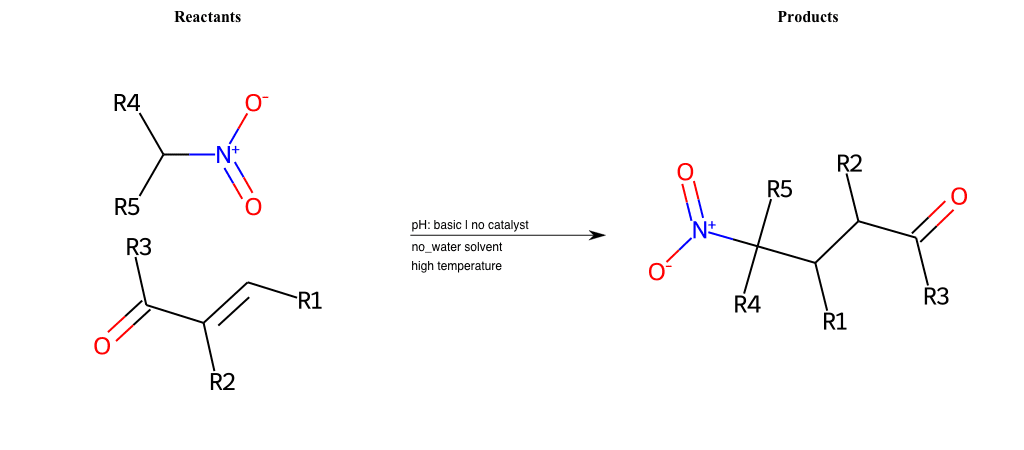 Reactants
Products
R4
O-
N+
R5
O
R3
R1
O
R2
pH: basic | no catalyst
no_water solvent
high temperature
R2
O
R5
O
N+
O-
R4
R3
R1